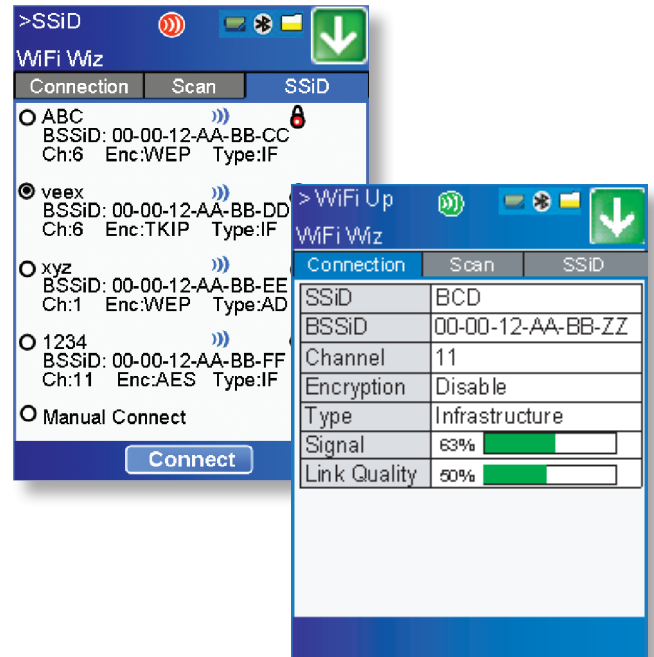 >SSiD
WiFi Wiz
Connection Scan SSiD
ABC
BSSiD: 00-00-12-AA-BB-CC
Ch:6 Enc:WEP Type:IF
veex
BSSiD: 00-00-12-AA-BB-DD
Ch:6 Enc:TKIP Type:IF
xyz
BSSiD: 00-00-12-AA-BB-EE
Ch:1 Enc:WEP Type:AD
1234
BSSiD: 00-00-12-AA-BB-FF
Ch:11 Enc:AES Type:IF
Manual Connect
Connect
> WiFi Up
WiFi Wiz
Connection Scan SSiD
SSiD BCD
BSSiD 00-00-12-AA-BB-ZZ
Channel 11
Encryption Disable
Type Infrastructure
Signal 63%
Link Quality 50%